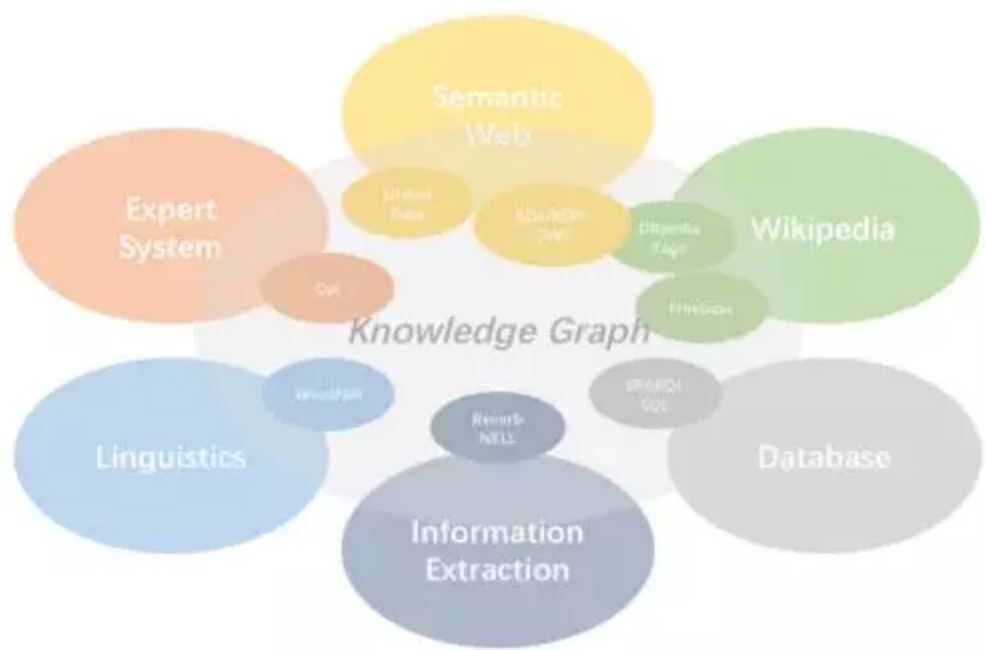 Semantic
Web
Expert
System
Wikipedia
Linked
Data
DBpedia
Yago
Cyc
Freebase
Knowledge Graph
WordNet
SPARQL
SQL
Reverb
NELL
Linguistics
Database
Information
Extraction